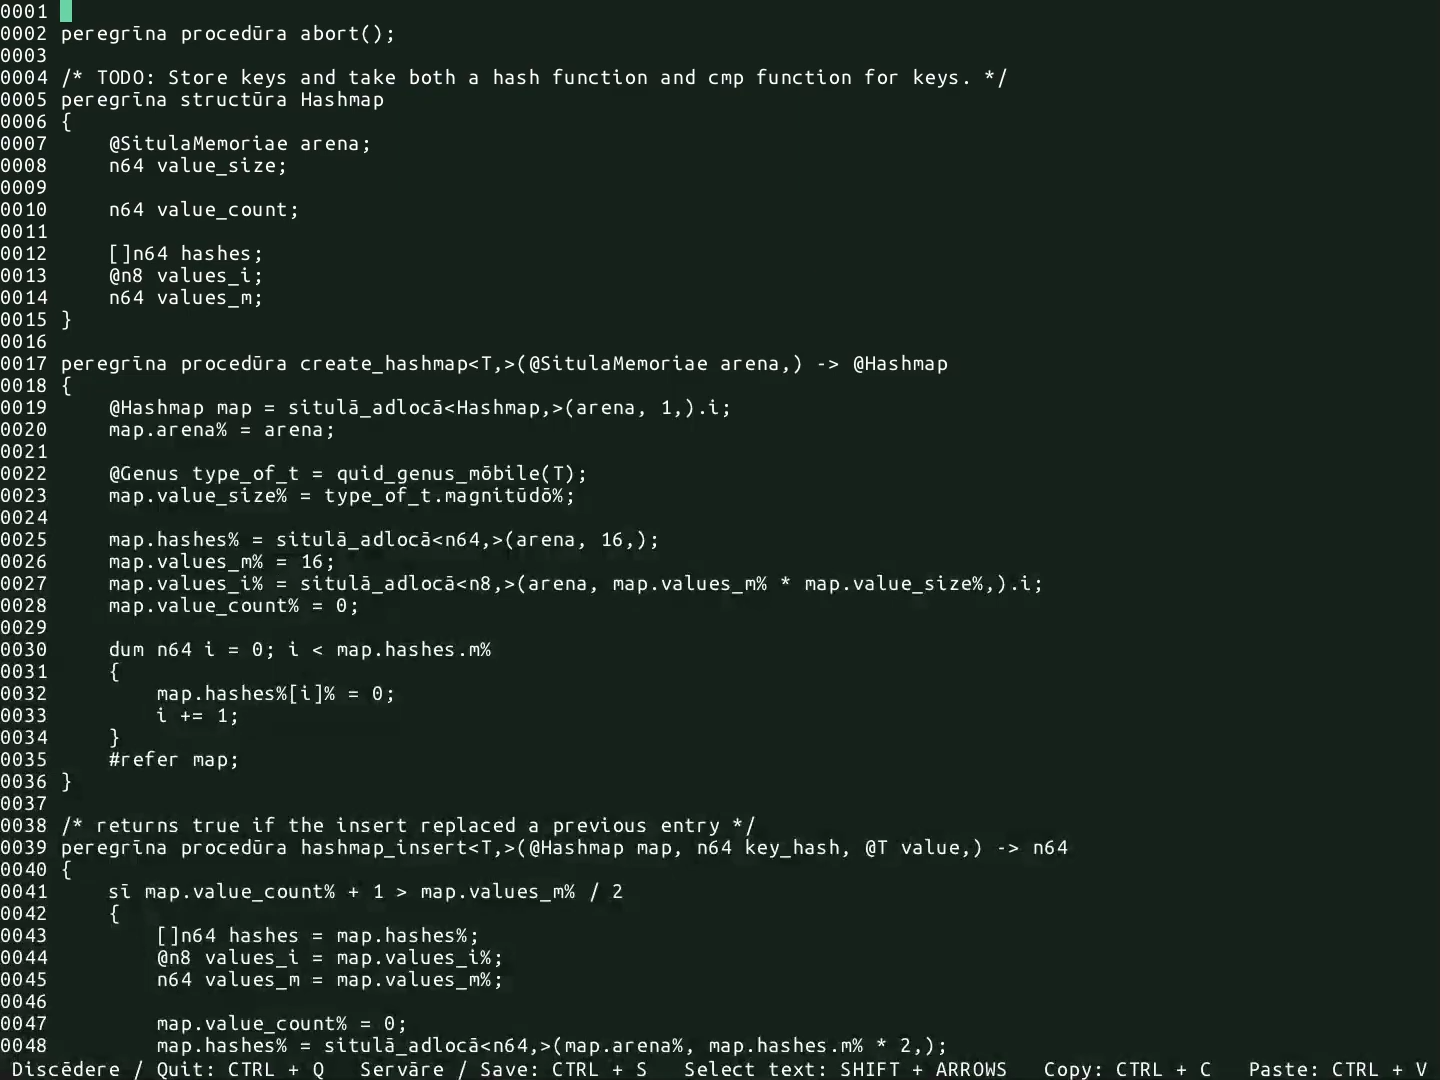 0001
0002 peregrīna procedūra abort();
0003
0004 /* TODO: Store keys and take both a hash function and cmp function for keys. */
0005 peregrīna structūra Hashmap
0006 {
0007     @SitulaMemoriae arena;
0008     n64 value_size;
0009
0010     n64 value_count;
0011
0012     []n64 hashes;
0013     @n8 values_i;
0014     n64 values_m;
0015 }
0016
0017 peregrīna procedūra create_hashmap<T,>(@SitulaMemoriae arena,) -> @Hashmap
0018 {
0019     @Hashmap map = situlā_adlocā<Hashmap,>(arena, 1,).i;
0020     map.arena% = arena;
0021
0022     @Genus type_of_t = quid_genus_mōbile(T);
0023     map.value_size% = type_of_t.magnitūdō%;
0024
0025     map.hashes% = situlā_adlocā<n64,>(arena, 16,);
0026     map.values_m% = 16;
0027     map.values_i% = situlā_adlocā<n8,>(arena, map.values_m% * map.value_size%,).i;
0028     map.value_count% = 0;
0029
0030     dum n64 i = 0; i < map.hashes.m%
0031     {
0032         map.hashes%[i]% = 0;
0033         i += 1;
0034     }
0035     #refer map;
0036 }
0037
0038 /* returns true if the insert replaced a previous entry */
0039 peregrīna procedūra hashmap_insert<T,>(@Hashmap map, n64 key_hash, @T value,) -> n64
0040 {
0041     sī map.value_count% + 1 > map.values_m% / 2
0042     {
0043         []n64 hashes = map.hashes%;
0044         @n8 values_i = map.values_i%;
0045         n64 values_m = map.values_m%;
0046
0047         map.value_count% = 0;
0048         map.hashes% = situlā_adlocā<n64,>(map.arena%, map.hashes.m% * 2,);
Discēdere / Quit: CTRL + Q   Servāre / Save: CTRL + S   Select text: SHIFT + ARROWS   Copy: CTRL + C   Paste: CTRL + V